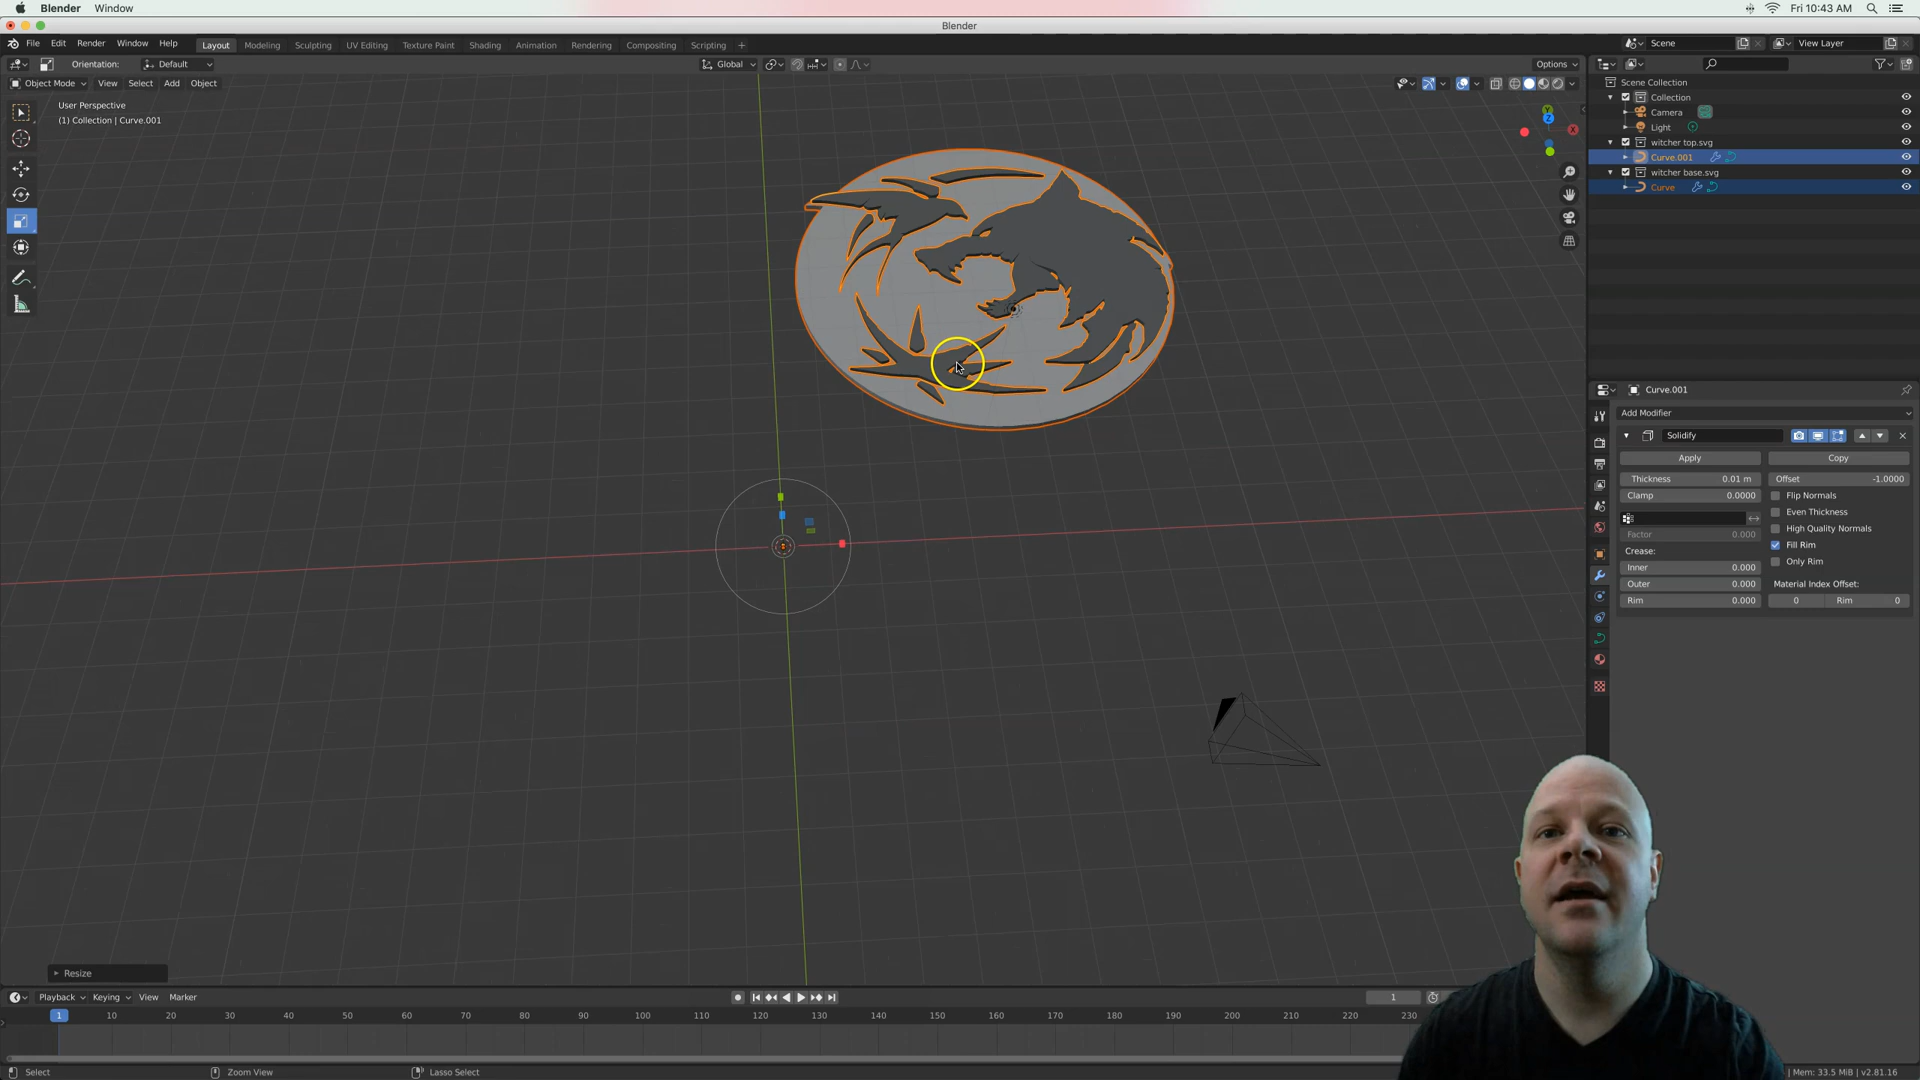 Blender Window
Fri 10:43 AM
Blender
File Edit Render Window Help
Layout Modeling Sculpting UV Editing Texture Paint Shading Animation Rendering Compositing Scripting +
Scene
View Layer
Orientation: Default
Global
Options
Object Mode View Select Add Object
User Perspective
(1) Collection | Curve.001
Y
Z
X
Scene Collection
Collection
Camera
Light
witcher top.svg
Curve.001
witcher base.svg
Curve
Curve.001
Add Modifier
Solidify
Apply Copy
Thickness 0.01 m Offset -1.0000
Clamp 0.0000 Flip Normals
Even Thickness
Factor 0.000 High Quality Normals
Crease: Fill Rim
Inner 0.000 Only Rim
Outer 0.000 Material Index Offset:
Rim 0.000 0 Rim 0
Resize
Playback Keying View Marker
1
1 10 20 30 40 50 60 70 80 90 100 110 120 130 140 150 160 170 180 190 200 210 220 230
Select Zoom View Lasso Select
| Mem: 33.5 MiB | v2.81.16